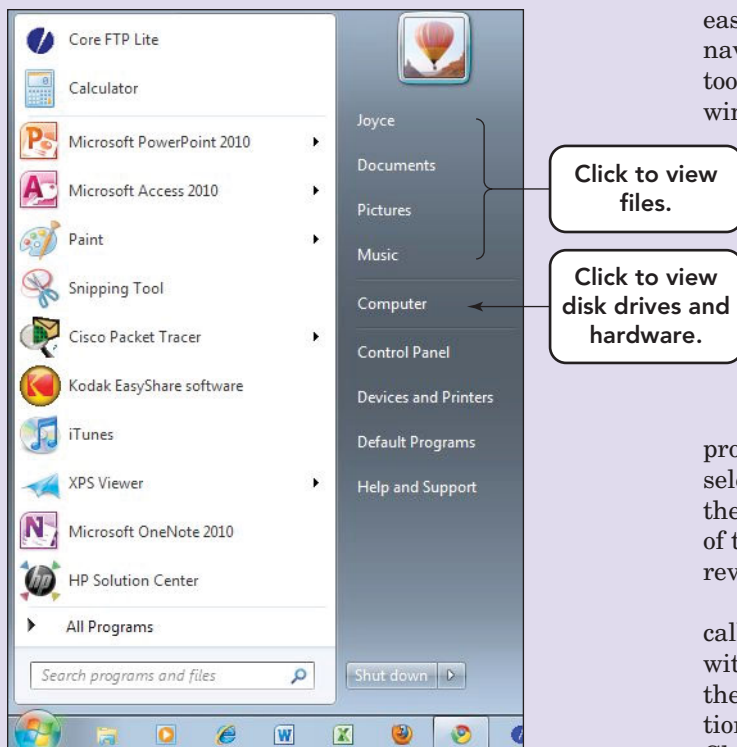 Core FTP Lite
Calculator
Microsoft PowerPoint 2010
Microsoft Access 2010
Paint
Snipping Tool
Cisco Packet Tracer
Kodak EasyShare software
iTunes
XPS Viewer
Microsoft OneNote 2010
HP Solution Center
All Programs
Search programs and files
Joyce
Documents
Pictures
Music
Computer
Control Panel
Devices and Printers
Default Programs
Help and Support
Shut down
Click to view
files.
Click to view
disk drives and
hardware.